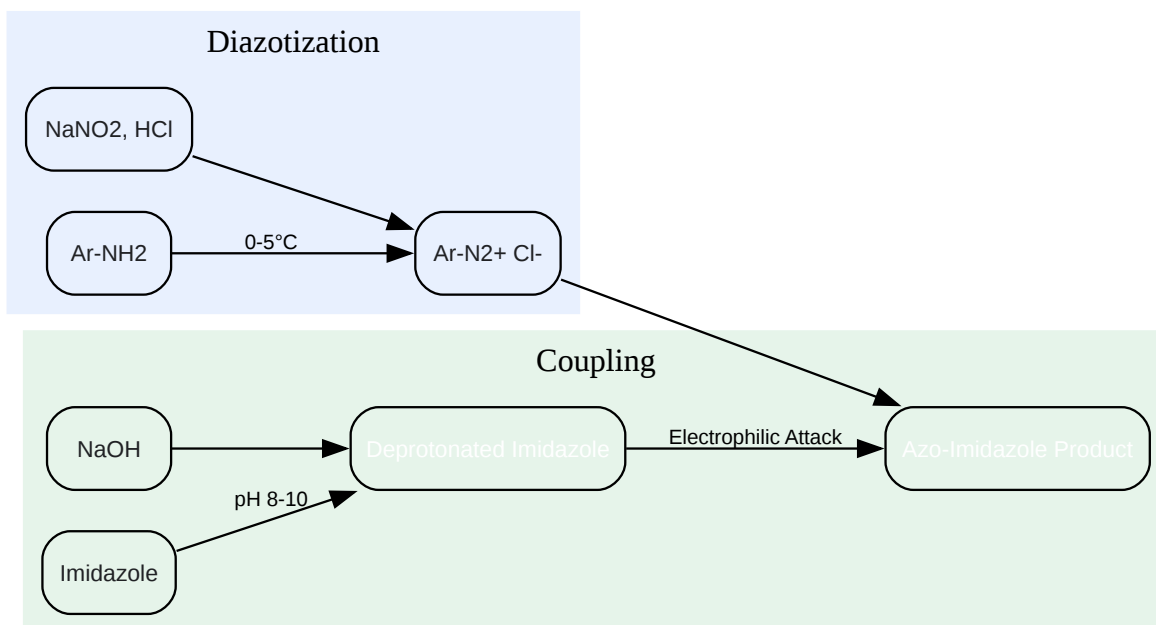 Diazotization
NaNO2, HCl
Ar-NH2
0-5°C
Ar-N2+ Cl-
Coupling
NaOH
Deprotonated Imidazole
Electrophilic Attack
Azo-Imidazole Product
pH 8-10
Imidazole